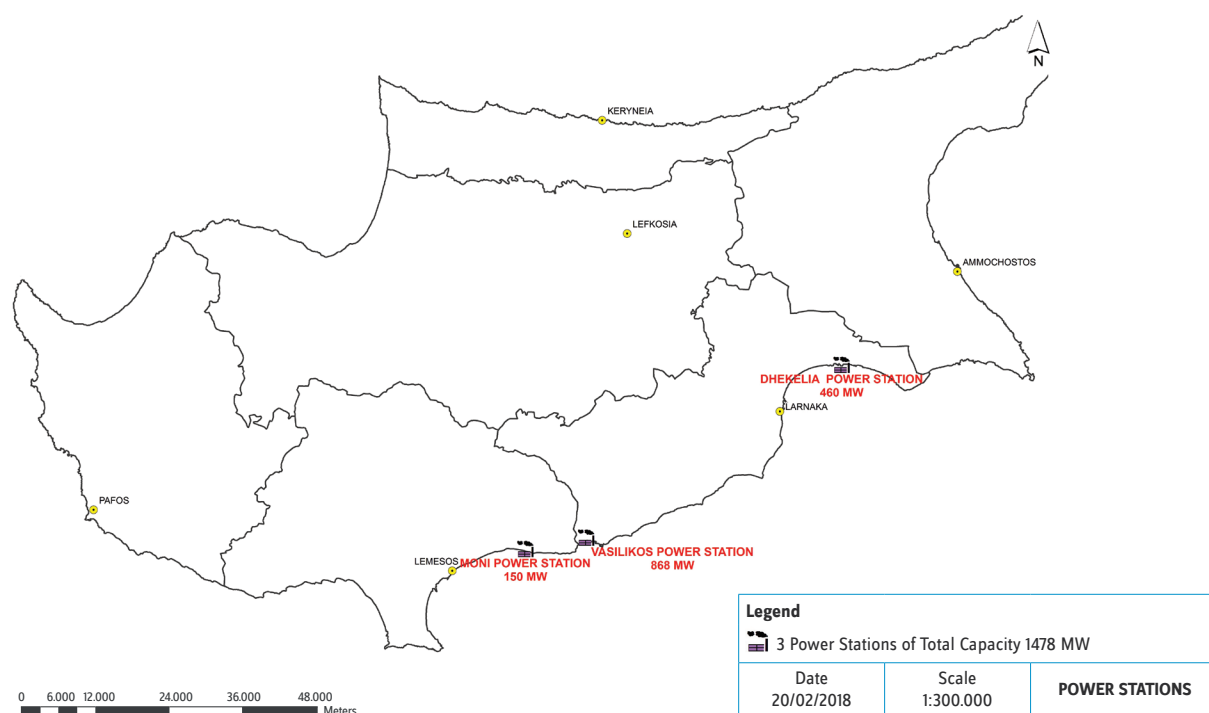 N
KERYNEIA
LEFKOSIA
AMMOCHOSTOS
DHEKELIA POWER STATION
460 MW
LARNAKA
PAFOS
VASILIKOS POWER STATION
868 MW
LEMESOS
MONI POWER STATION
150 MW
Legend
3 Power Stations of Total Capacity 1478 MW
Date
20/02/2018
Scale
1:300.000
POWER STATIONS
0 6.000 12.000 24.000 36.000 48.000
Meters